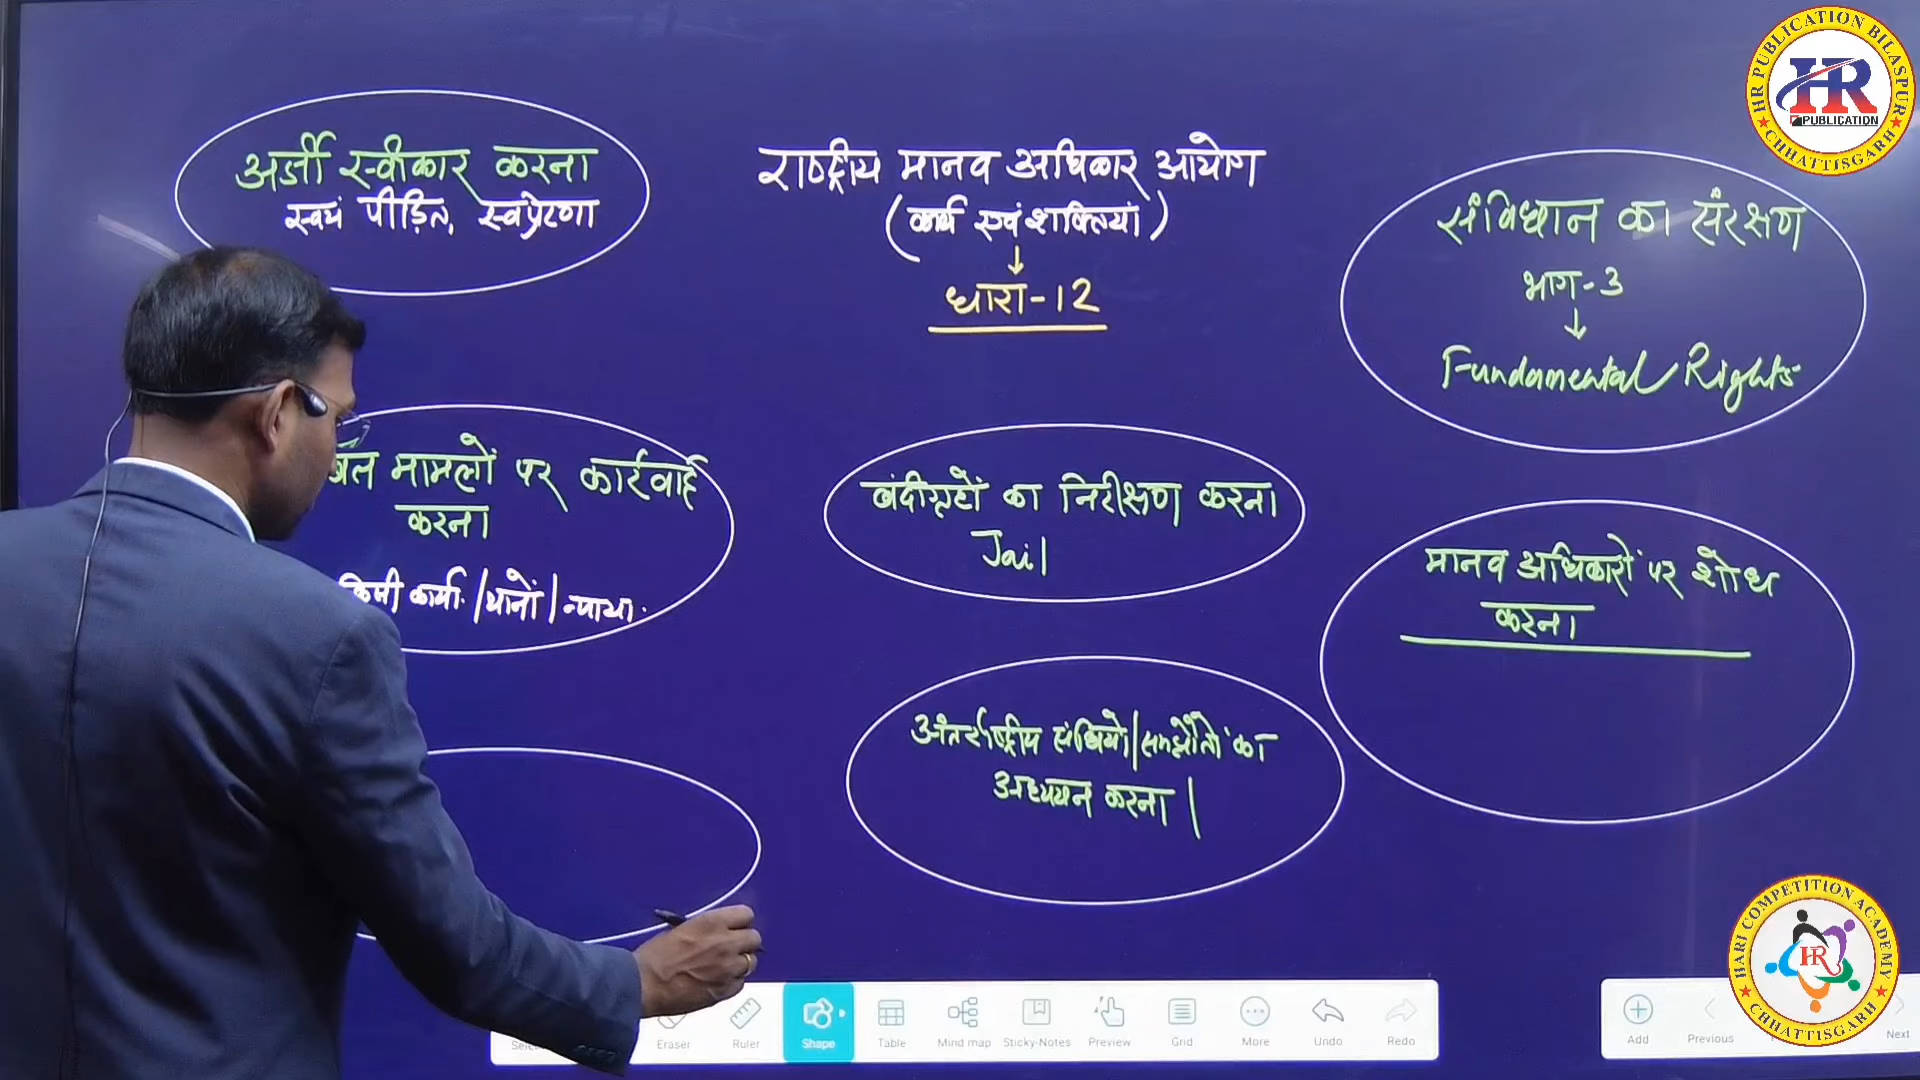 अर्जी स्वीकार करना
स्वयं पीड़ित, स्वप्रेरणा
राष्ट्रीय मानव अधिकार आयोग
(कार्य एवं शक्तियां)
↓
धारा-12
संविधान का संरक्षण
भाग-3
↓
Fundamental Rights
मामलों पर कार्रवाई
करना
किसी कार्या. | थानों | न्याया.
बंदीगृहों का निरीक्षण करना
Jail
मानव अधिकारों पर शोध
करना
अंतर्राष्ट्रीय संधियों/समझौतों का
अध्ययन करना |
HR PUBLICATION BILASPUR
CHHATTISGARH
HR
PUBLICATION
HARI COMPETITION ACADEMY
CHHATTISGARH
HR
Eraser
Ruler
Shape
Table
Mind map
Sticky-Notes
Preview
Grid
More
Undo
Redo
Add
Previous
Next